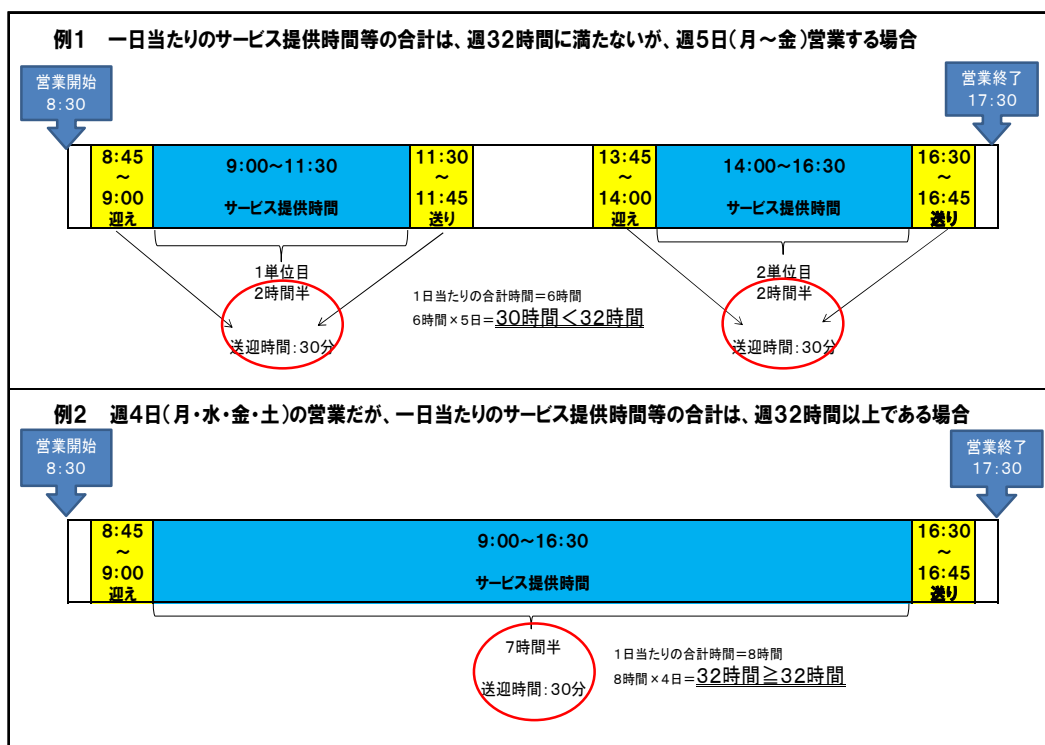 例1 一日当たりのサービス提供時間等の合計は、週32時間に満たないが、週5日(月～金)営業する場合
営業開始
8:30
営業終了
17:30
8:45
～
9:00
迎え
9:00～11:30
サービス提供時間
11:30
～
11:45
送り
13:45
～
14:00
迎え
14:00～16:30
サービス提供時間
16:30
～
16:45
送り
1単位目
2時間半
送迎時間:30分
1日当たりの合計時間＝6時間
6時間×5日＝30時間＜32時間
2単位目
2時間半
送迎時間:30分
例2 週4日(月・水・金・土)の営業だが、一日当たりのサービス提供時間等の合計は、週32時間以上である場合
営業開始
8:30
営業終了
17:30
8:45
～
9:00
迎え
9:00～16:30
サービス提供時間
16:30
～
16:45
送り
7時間半
送迎時間:30分
1日当たりの合計時間＝8時間
8時間×4日＝32時間≧32時間